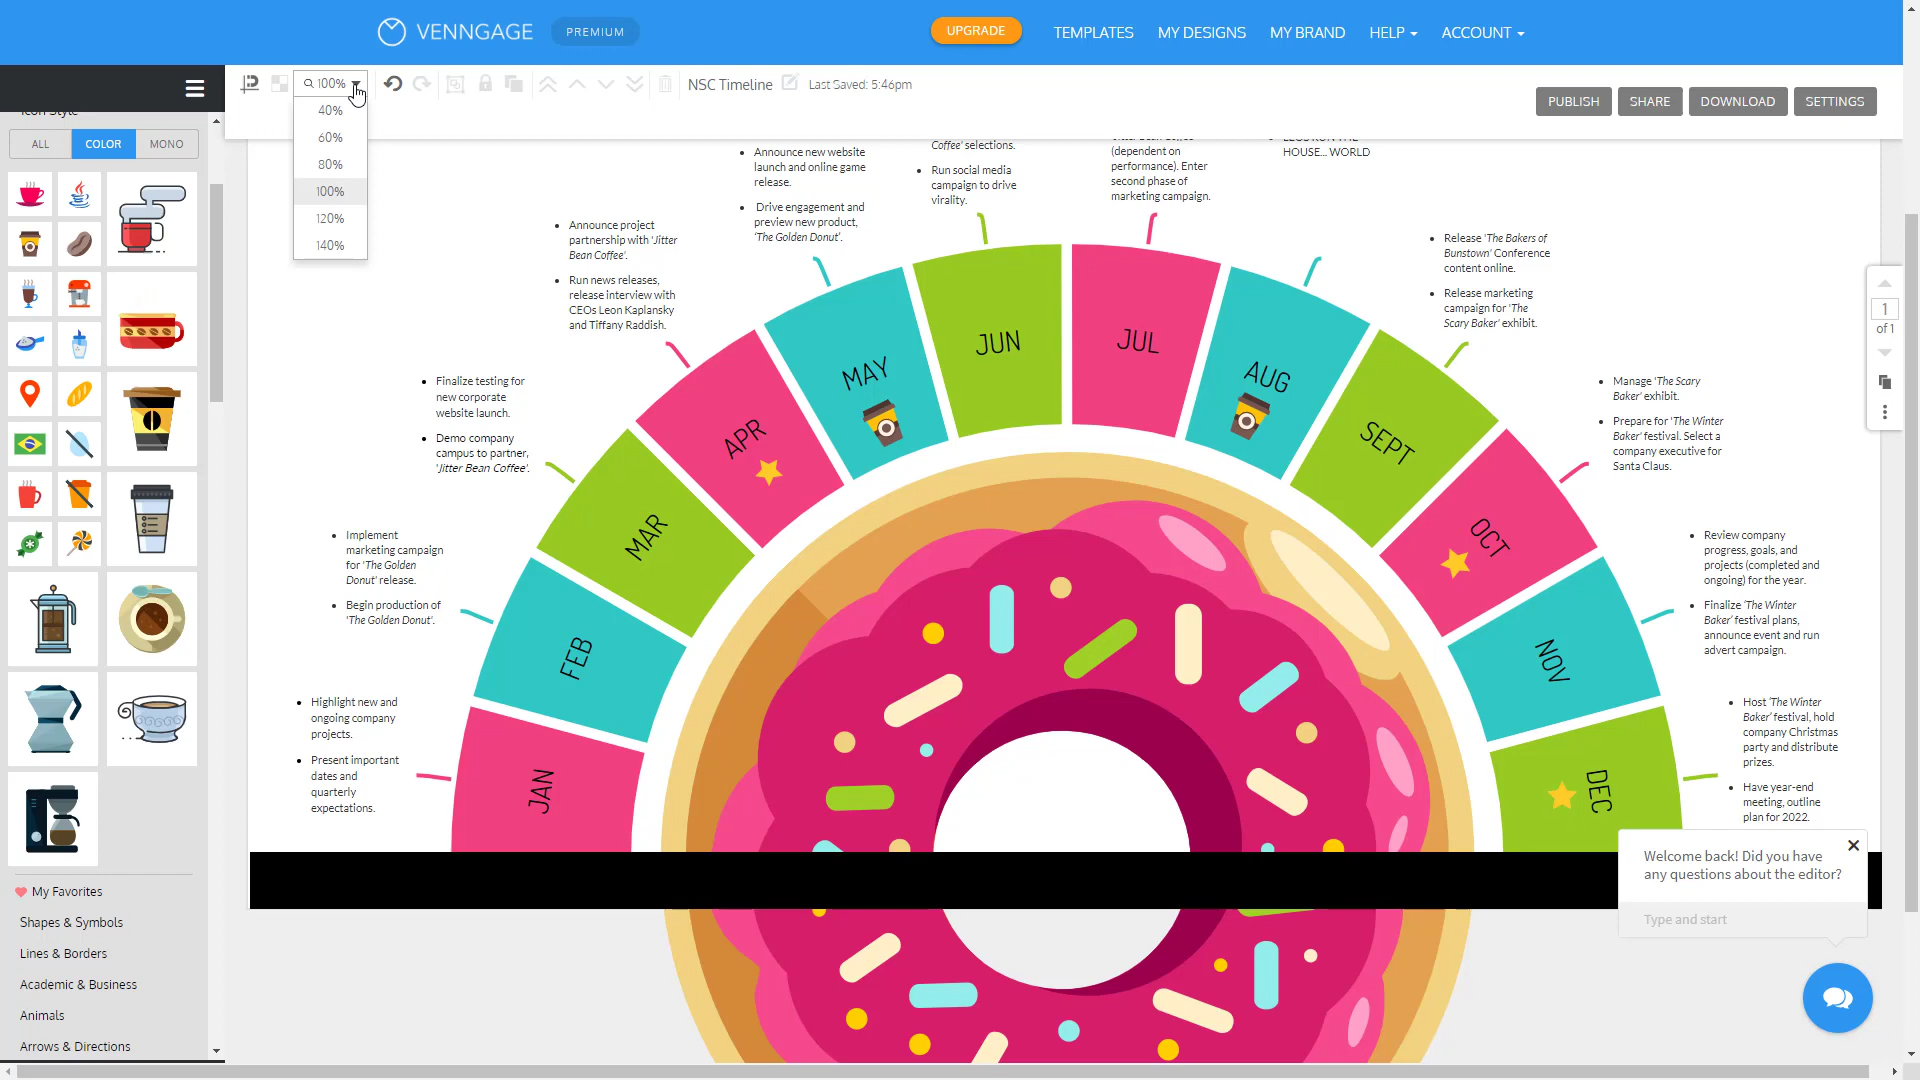 VENNGAGE
PREMIUM
UPGRADE
TEMPLATES
MY DESIGNS
MY BRAND
HELP
ACCOUNT
100%
NSC Timeline
Last Saved: 5:46pm
PUBLISH
SHARE
DOWNLOAD
SETTINGS
40%
60%
80%
100%
120%
140%
Icon Style
ALL
COLOR
MONO
My Favorites
Shapes & Symbols
Lines & Borders
Academic & Business
Animals
Arrows & Directions
Highlight new and
ongoing company
projects.
Present important
dates and
quarterly
expectations.
Implement
marketing campaign
for 'The Golden
Donut' release.
Begin production of
'The Golden Donut'.
Finalize testing for
new corporate
website launch.
Demo company
campus to partner,
'Jitter Bean Coffee'.
Announce project
partnership with 'Jitter
Bean Coffee'.
Run news releases,
release interview with
CEOs Leon Kaplansky
and Tiffany Raddish.
Announce new website
launch and online game
release.
Drive engagement and
preview new product,
'The Golden Donut'.
Coffee' selections.
Run social media
campaign to drive
virality.
(dependent on
performance). Enter
second phase of
marketing campaign.
HOUSE... WORLD
Release 'The Bakers of
Bunstown' Conference
content online.
Release marketing
campaign for 'The
Scary Baker' exhibit.
Manage 'The Scary
Baker' exhibit.
Prepare for 'The Winter
Baker' festival. Select a
company executive for
Santa Claus.
Review company
progress, goals, and
projects (completed and
ongoing) for the year.
Finalize 'The Winter
Baker' festival plans,
announce event and run
advert campaign.
Host 'The Winter
Baker' festival, hold
company Christmas
party and distribute
prizes.
Have year-end
meeting, outline
plan for 2022.
JAN
FEB
MAR
APR
MAY
JUN
JUL
AUG
SEPT
OCT
NOV
DEC
1
of 1
Welcome back! Did you have
any questions about the editor?
Type and start